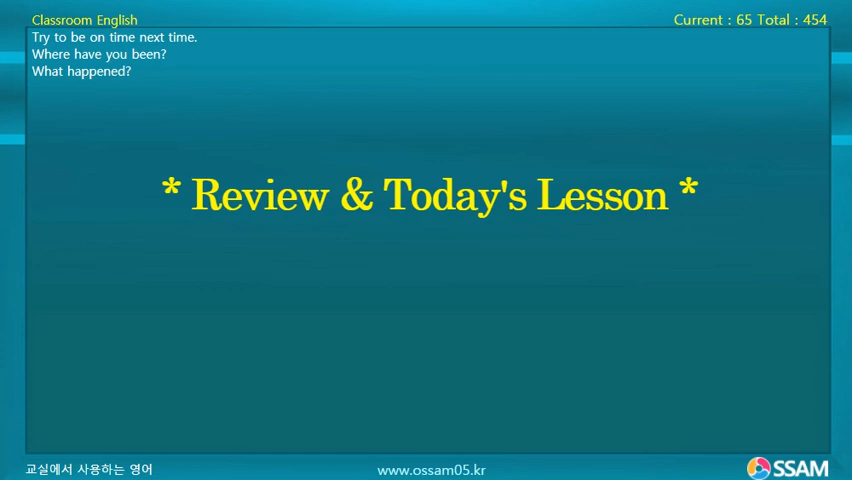 Classroom English
Current : 65 Total : 454
Try to be on time next time.
Where have you been?
What happened?
* Review & Today's Lesson *
교실에서 사용하는 영어
www.ossam05.kr
OSSAM